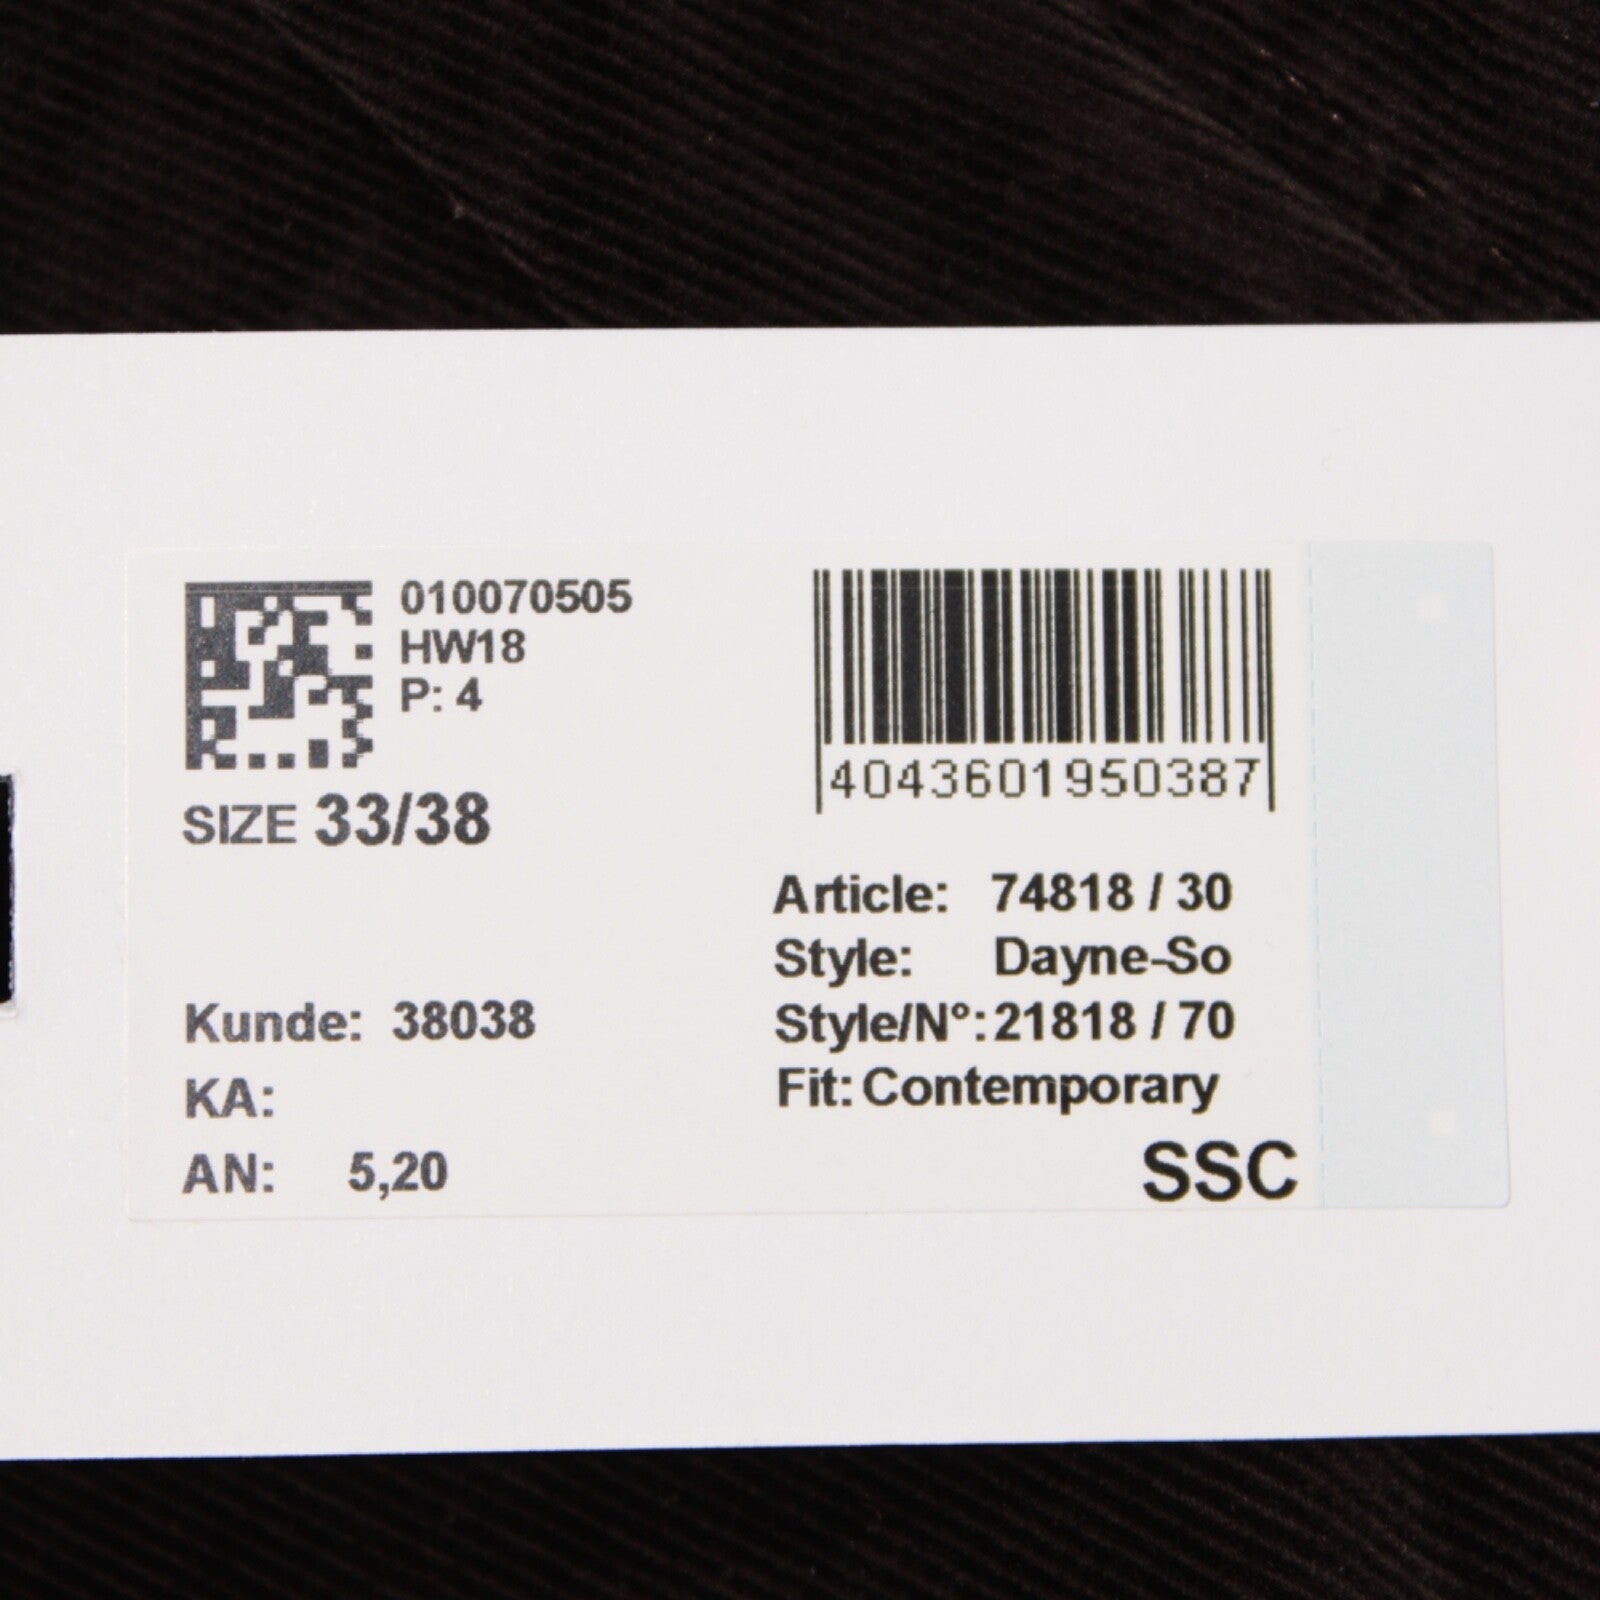 010070505
HW18
P: 4
SIZE 33/38
4043601950387
Article: 74818 / 30
Style: Dayne-So
Style/N°: 21818 / 70
Fit: Contemporary
Kunde: 38038
KA:
AN: 5,20
SSC